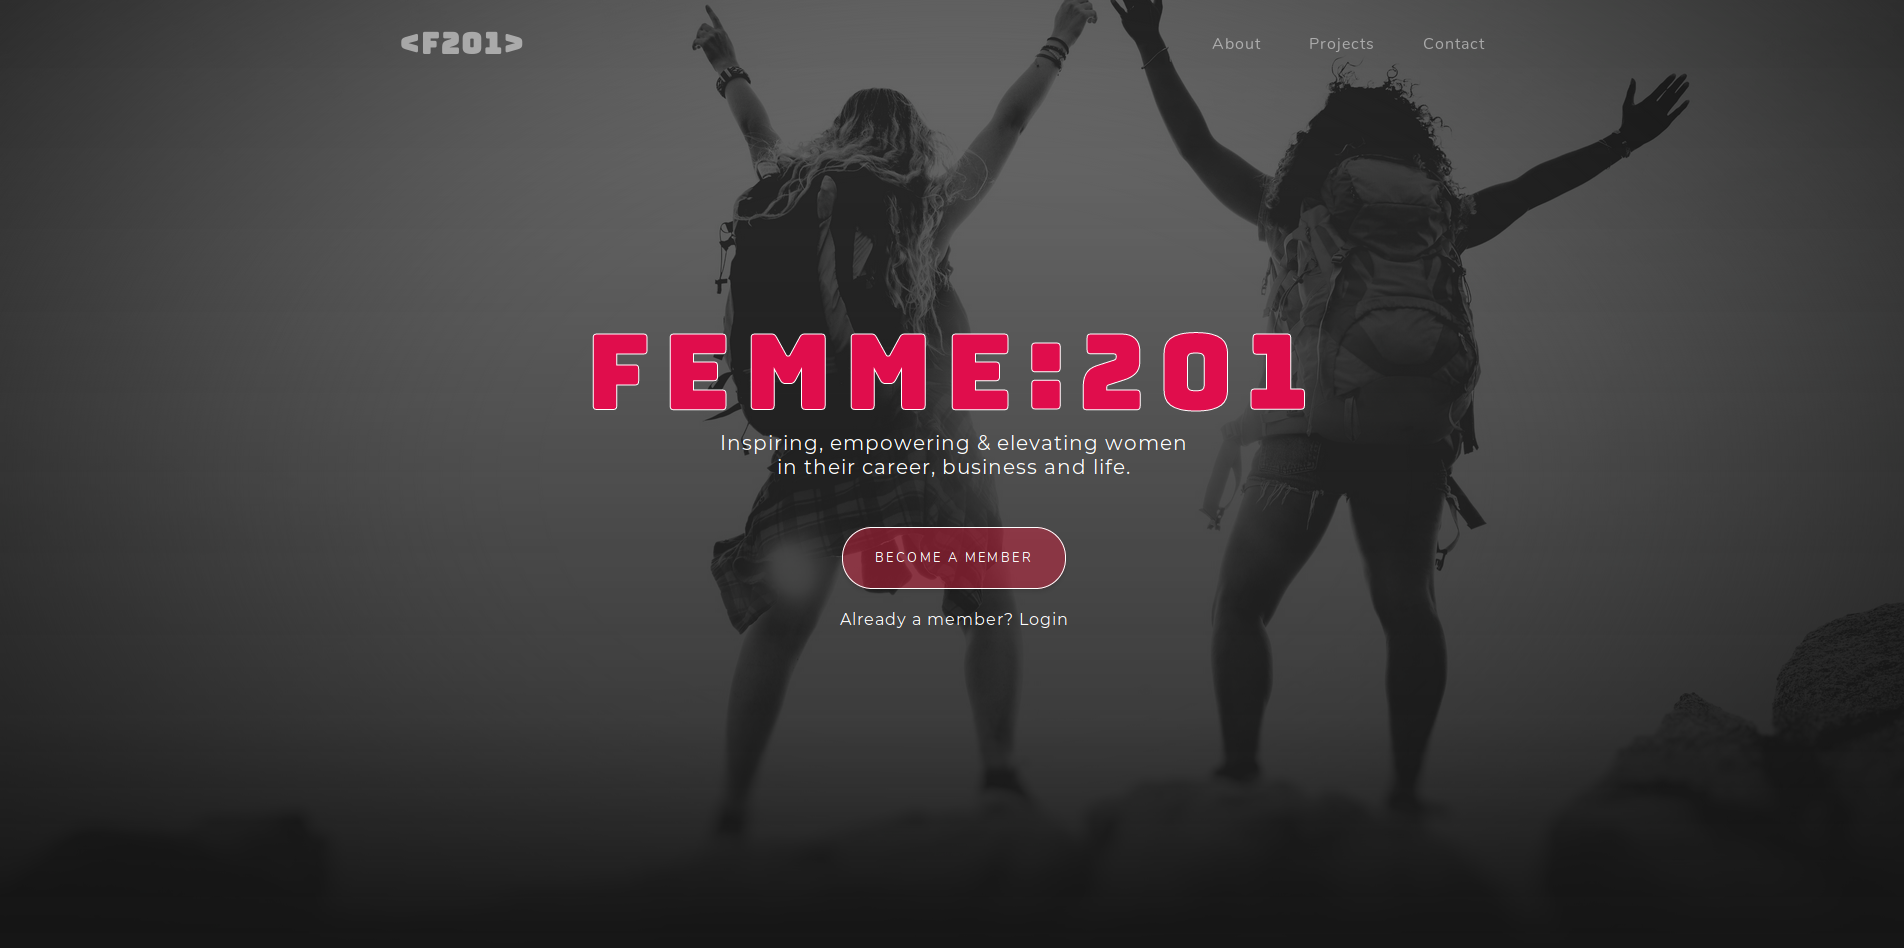 <F201>
About
Projects
Contact
FEMME:201
Inspiring, empowering & elevating women
in their career, business and life.
BECOME A MEMBER
Already a member? Login